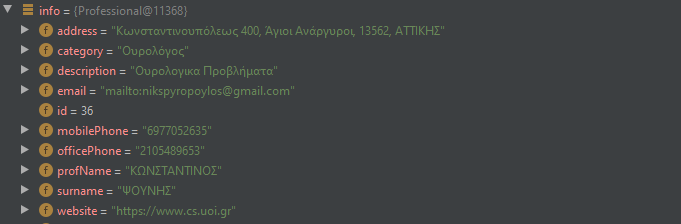 info = {Professional@11368}
address = "Κωνσταντινουπόλεως 400, Άγιοι Ανάργυροι, 13562, ΑΤΤΙΚΗΣ"
category = "Ουρολόγος"
description = "Ουρολογικα Προβλήματα"
email = "mailto:nikspyropoylos@gmail.com"
id = 36
mobilePhone = "6977052635"
officePhone = "2105489653"
profName = "ΚΩΝΣΤΑΝΤΙΝΟΣ"
surname = "ΨΟΥΝΗΣ"
website = "https://www.cs.uoi.gr"